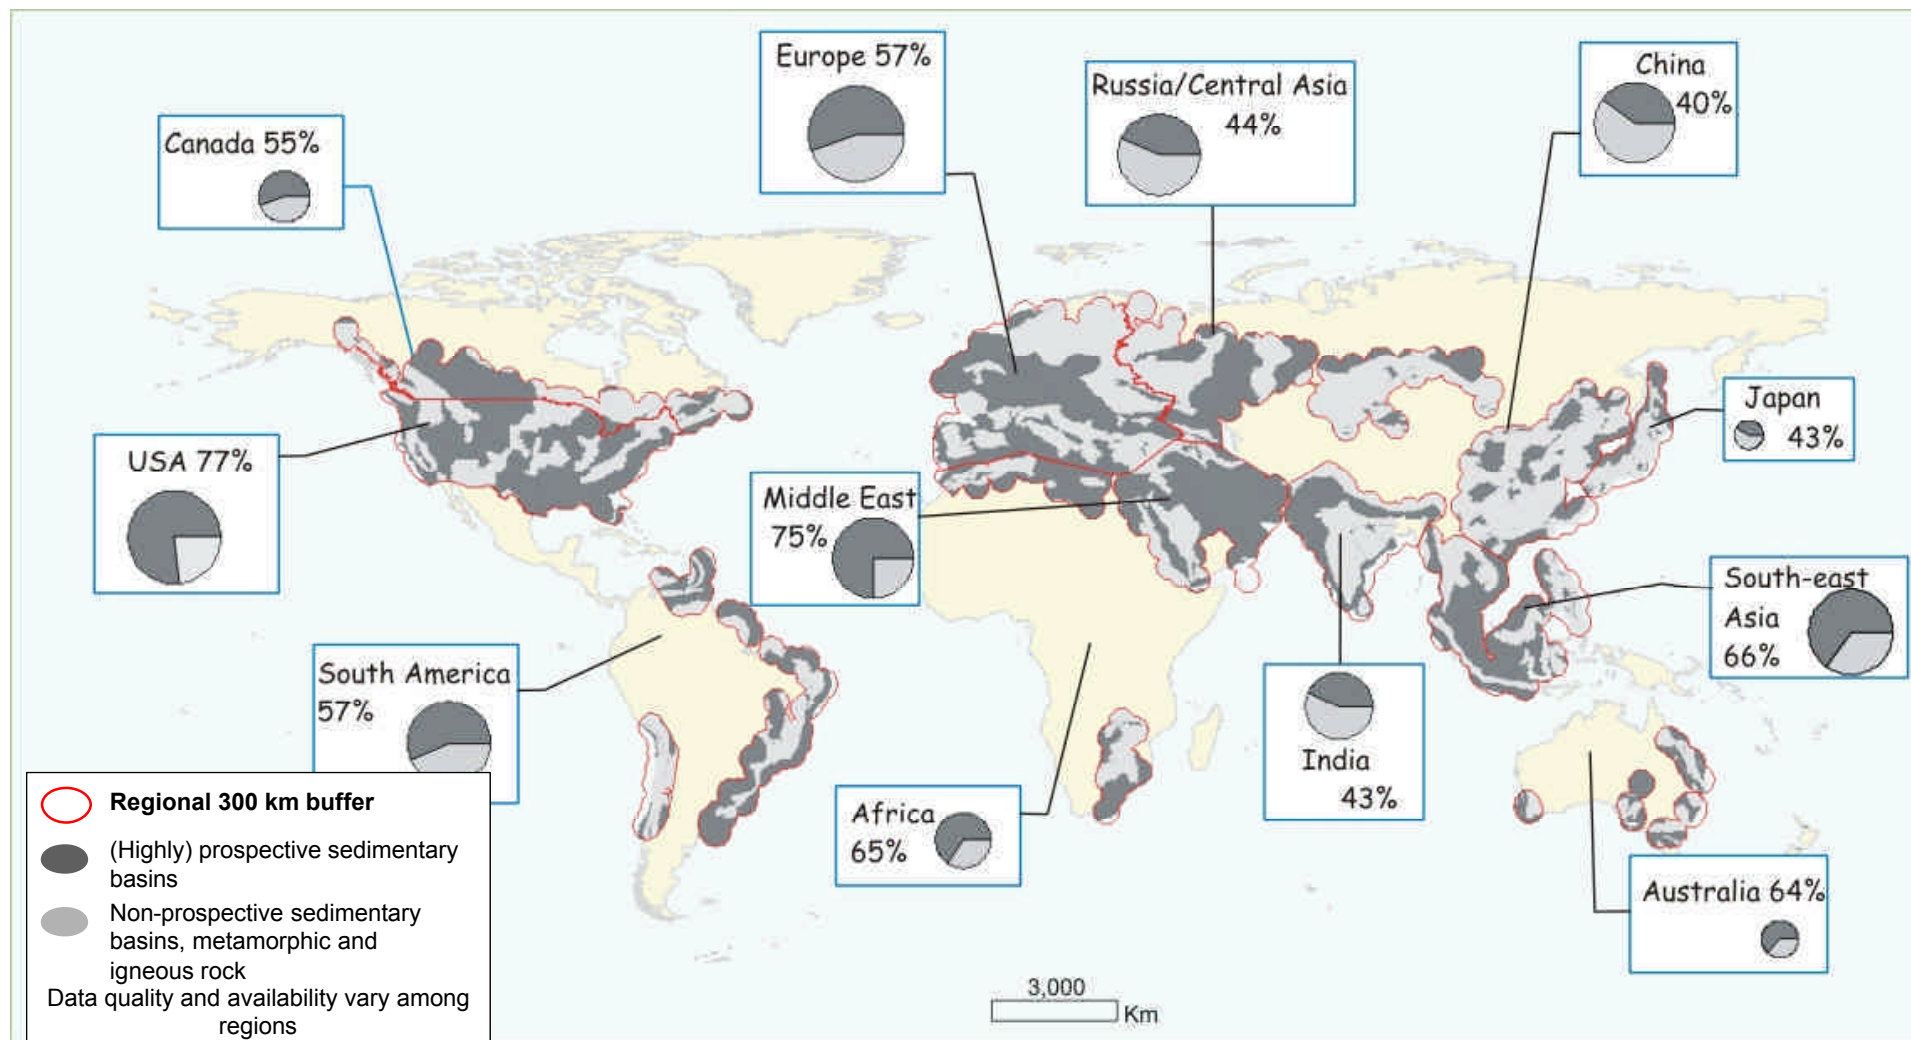 Europe 57%
Russia/Central Asia
44%
China
40%
Canada 55%
Japan
43%
USA 77%
Middle East
75%
South-east
Asia
66%
South America
57%
India
43%
Africa
65%
Australia 64%
Regional 300 km buffer
(Highly) prospective sedimentary
basins
Non-prospective sedimentary
basins, metamorphic and
igneous rock
Data quality and availability vary among
regions
3,000
Km